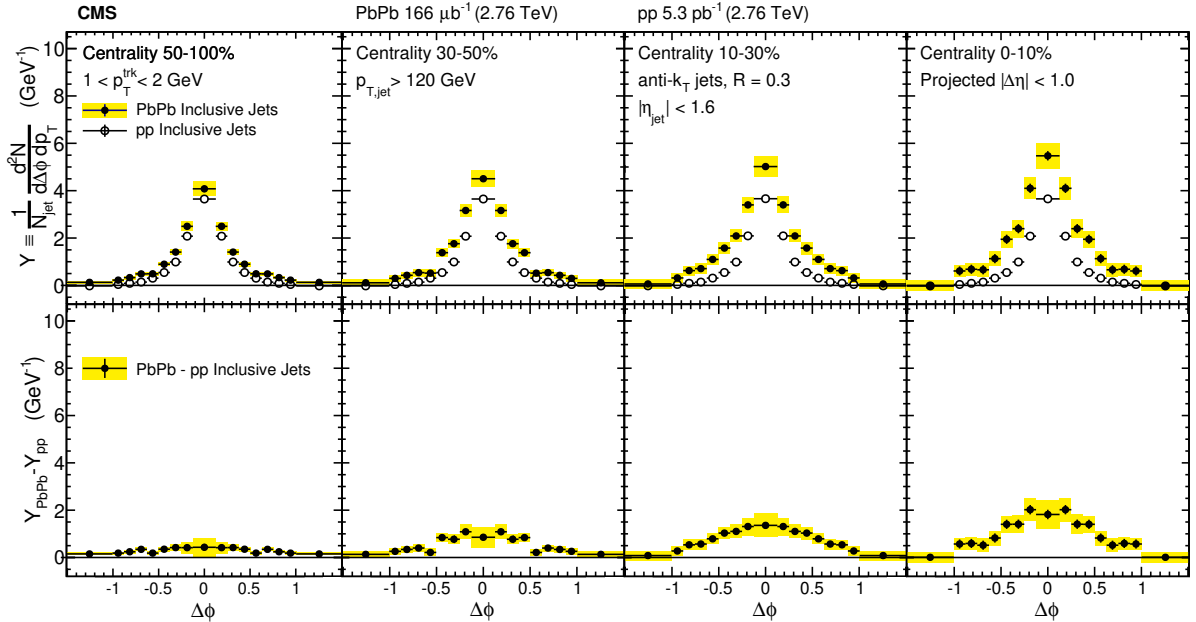 CMS PbPb 166 μb⁻¹ (2.76 TeV) pp 5.3 pb⁻¹ (2.76 TeV)
Centrality 50-100%
1 < p_T^trk < 2 GeV
PbPb Inclusive Jets
pp Inclusive Jets
Centrality 30-50%
p_T,jet > 120 GeV
Centrality 10-30%
anti-k_T jets, R = 0.3
|η_jet| < 1.6
Centrality 0-10%
Projected |Δη| < 1.0
Y ≡ 1/N_jet d²N/dΔϕ dp_T (GeV⁻¹)
10
8
6
4
2
0
PbPb - pp Inclusive Jets
Y_PbPb - Y_pp (GeV⁻¹)
10
8
6
4
2
0
-1 -0.5 0 0.5 1 -1 -0.5 0 0.5 1 -1 -0.5 0 0.5 1 -1 -0.5 0 0.5 1
Δϕ Δϕ Δϕ Δϕ